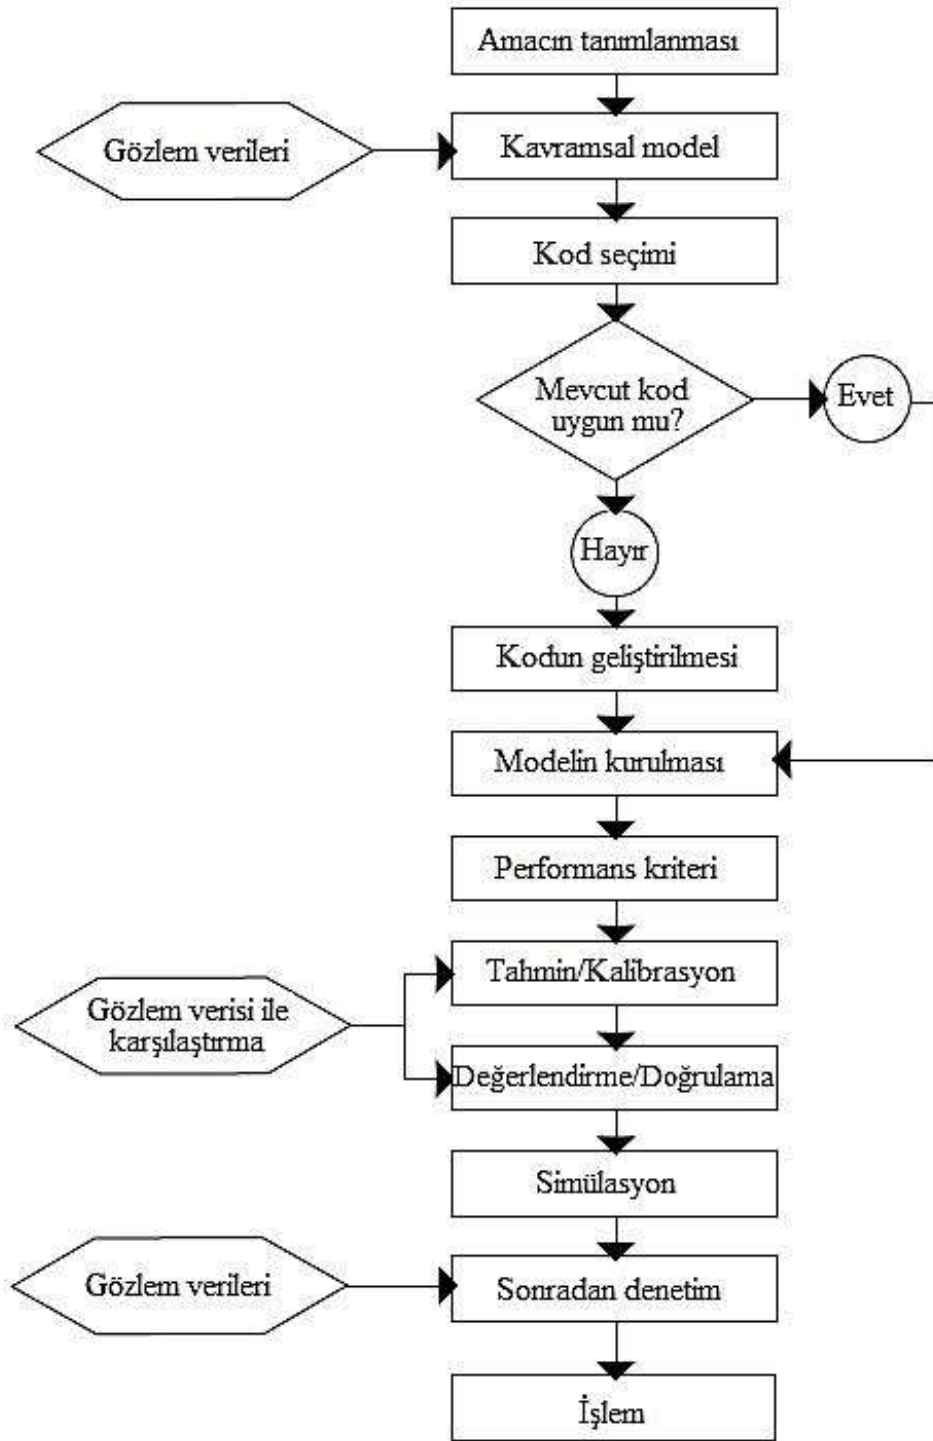 Amacın tanımlanması
Gözlem verileri
Kavramsal model
Kod seçimi
Mevcut kod
uygun mu?
Evet
Hayır
Kodun geliştirilmesi
Modelin kurulması
Performans kriteri
Tahmin/Kalibrasyon
Gözlem verisi ile
karşılaştırma
Değerlendirme/Doğrulama
Simülasyon
Gözlem verileri
Sonradan denetim
İşlem